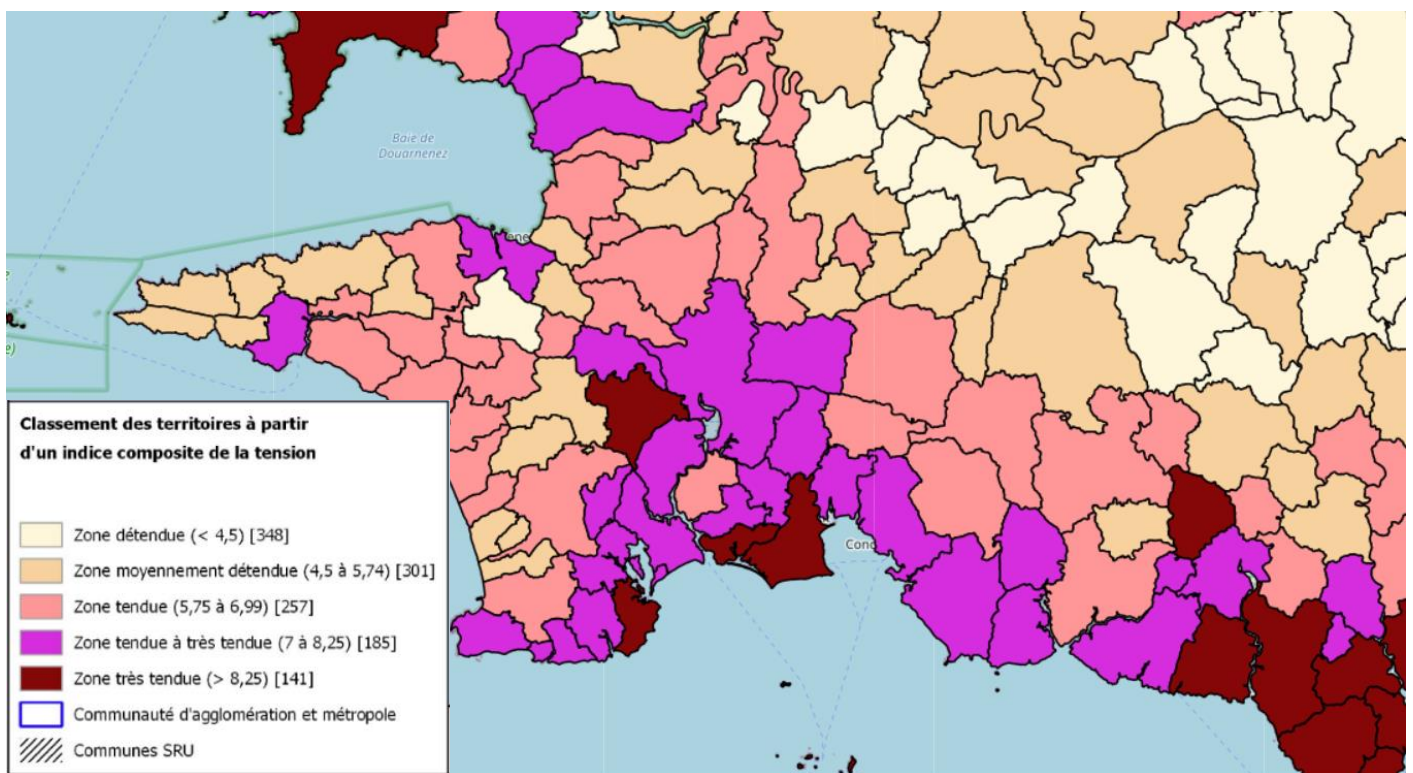 Baie de
Douarnenez
Conc
Classement des territoires à partir
d'un indice composite de la tension
Zone détendue (< 4,5) [348]
Zone moyennement détendue (4,5 à 5,74) [301]
Zone tendue (5,75 à 6,99) [257]
Zone tendue à très tendue (7 à 8,25) [185]
Zone très tendue (> 8,25) [141]
Communauté d'agglomération et métropole
Communes SRU